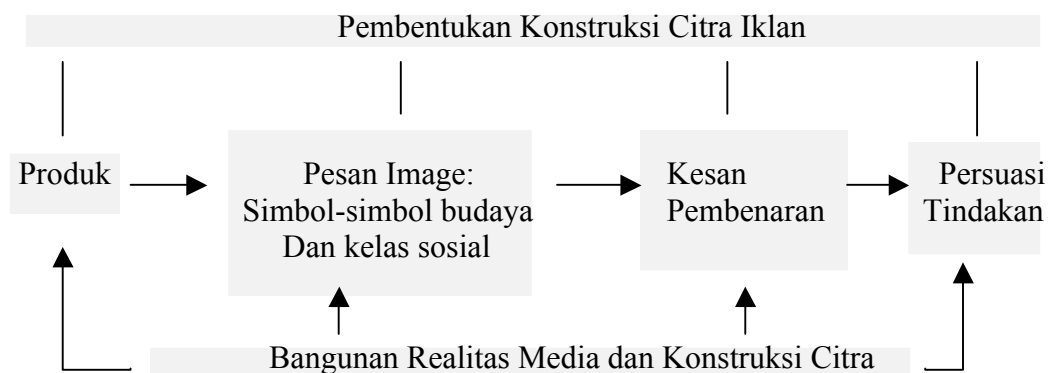 Pembentukan Konstruksi Citra Iklan
Produk
Pesan Image:
Simbol-simbol budaya
Dan kelas sosial
Kesan
Pembenaran
Persuasi
Tindakan
Bangunan Realitas Media dan Konstruksi Citra